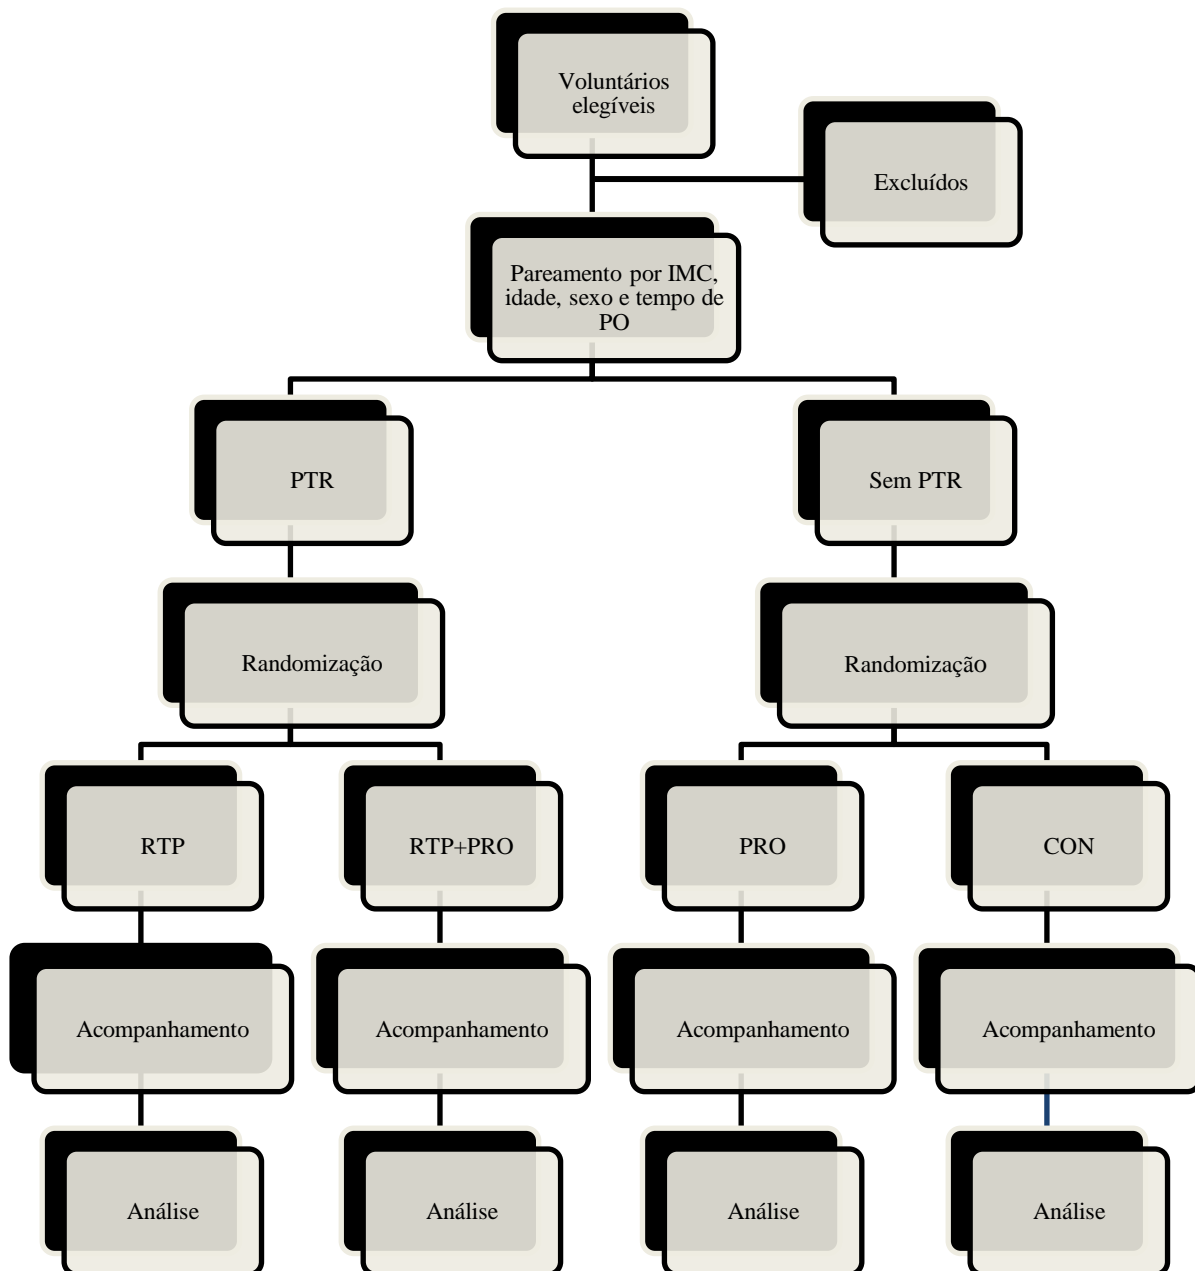 Voluntários
elegíveis
Excluídos
Pareamento por IMC,
idade, sexo e tempo de
PO
PTR
Sem PTR
Randomização
Randomização
RTP
RTP+PRO
PRO
CON
Acompanhamento
Acompanhamento
Acompanhamento
Acompanhamento
Análise
Análise
Análise
Análise